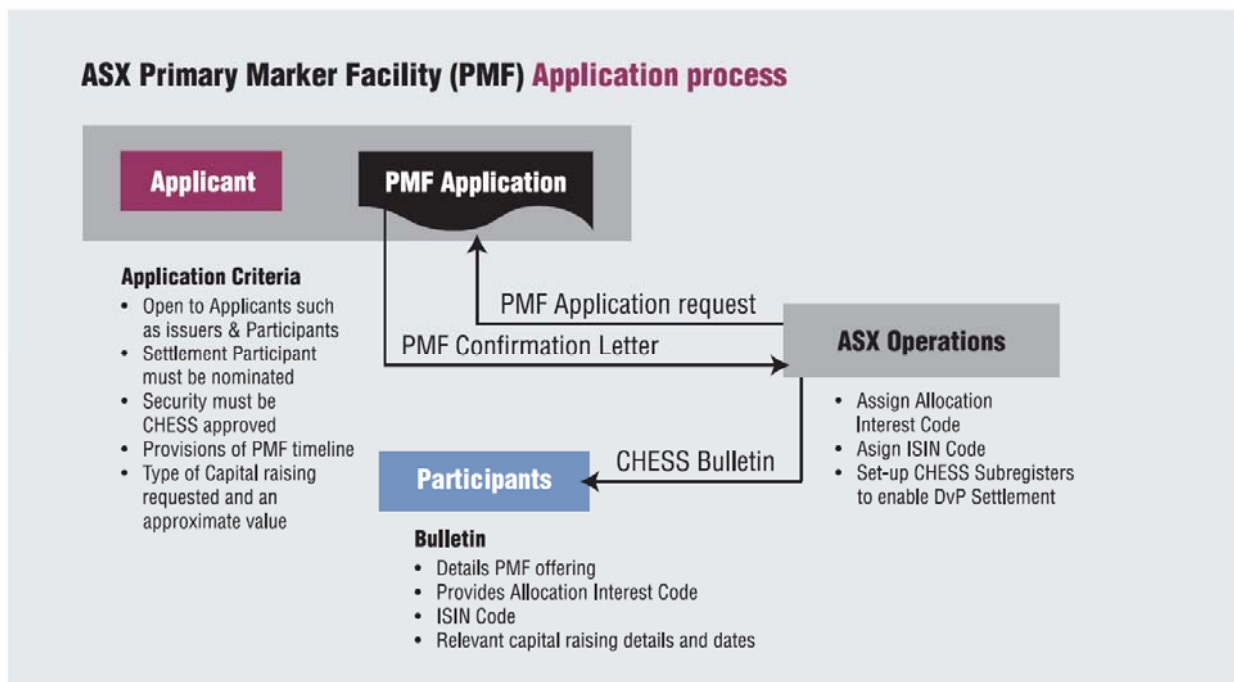 ASX Primary Marker Facility (PMF) Application process
Applicant
PMF Application
Application Criteria
• Open to Applicants such
as issuers & Participants
• Settlement Participant
must be nominated
• Security must be
CHESS approved
• Provisions of PMF timeline
• Type of Capital raising
requested and an
approximate value
PMF Application request
PMF Confirmation Letter
ASX Operations
• Assign Allocation
Interest Code
• Asign ISIN Code
• Set-up CHESS Subregisters
to enable DvP Settlement
CHESS Bulletin
Participants
Bulletin
• Details PMF offering
• Provides Allocation Interest Code
• ISIN Code
• Relevant capital raising details and dates